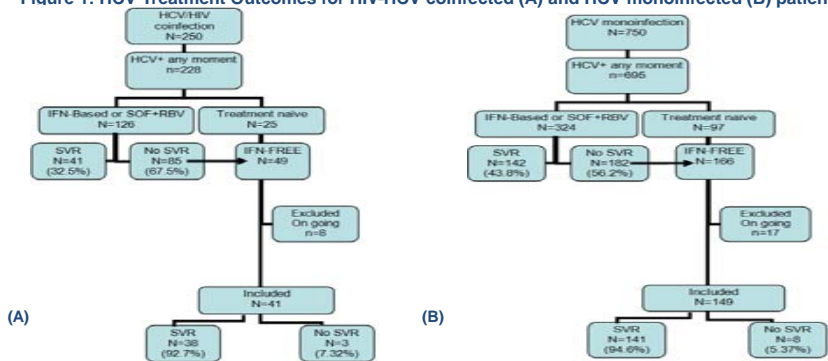 Figure 1. HCV Treatment Outcomes for HIV-HCV coinfected (A) and HCV monoinfected (B) patien
HCV/HIV
coinfection
N=250
HCV+ any moment
n=228
IFN-Based or SOF+RBV
N=126
Treatment naive
N=25
SVR
N=41
(32.5%)
No SVR
N=85
(67.5%)
IFN-FREE
N=49
Excluded
On going
n=8
Included
N=41
(A)
SVR
N=38
(92.7%)
No SVR
N=3
(7.32%)
HCV monoinfection
N=750
HCV+ any moment
n=695
IFN-Based or SOF+RBV
N=324
Treatment naive
N=97
SVR
N=142
(43.8%)
No SVR
N=182
(56.2%)
IFN-FREE
N=166
Excluded
On going
n=17
Included
N=149
(B)
SVR
N=141
(94.6%)
No SVR
N=8
(5.37%)